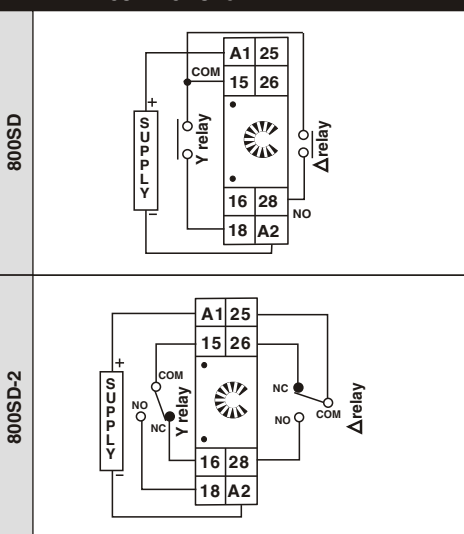 800SD
A1 25
COM
15 26
+
SUPPLY
Y relay
Δrelay
16 28
NO
–
18 A2
800SD-2
A1 25
15 26
+
COM
SUPPLY
NO
NC
Y relay
NC
NO
COM
Δrelay
16 28
–
18 A2